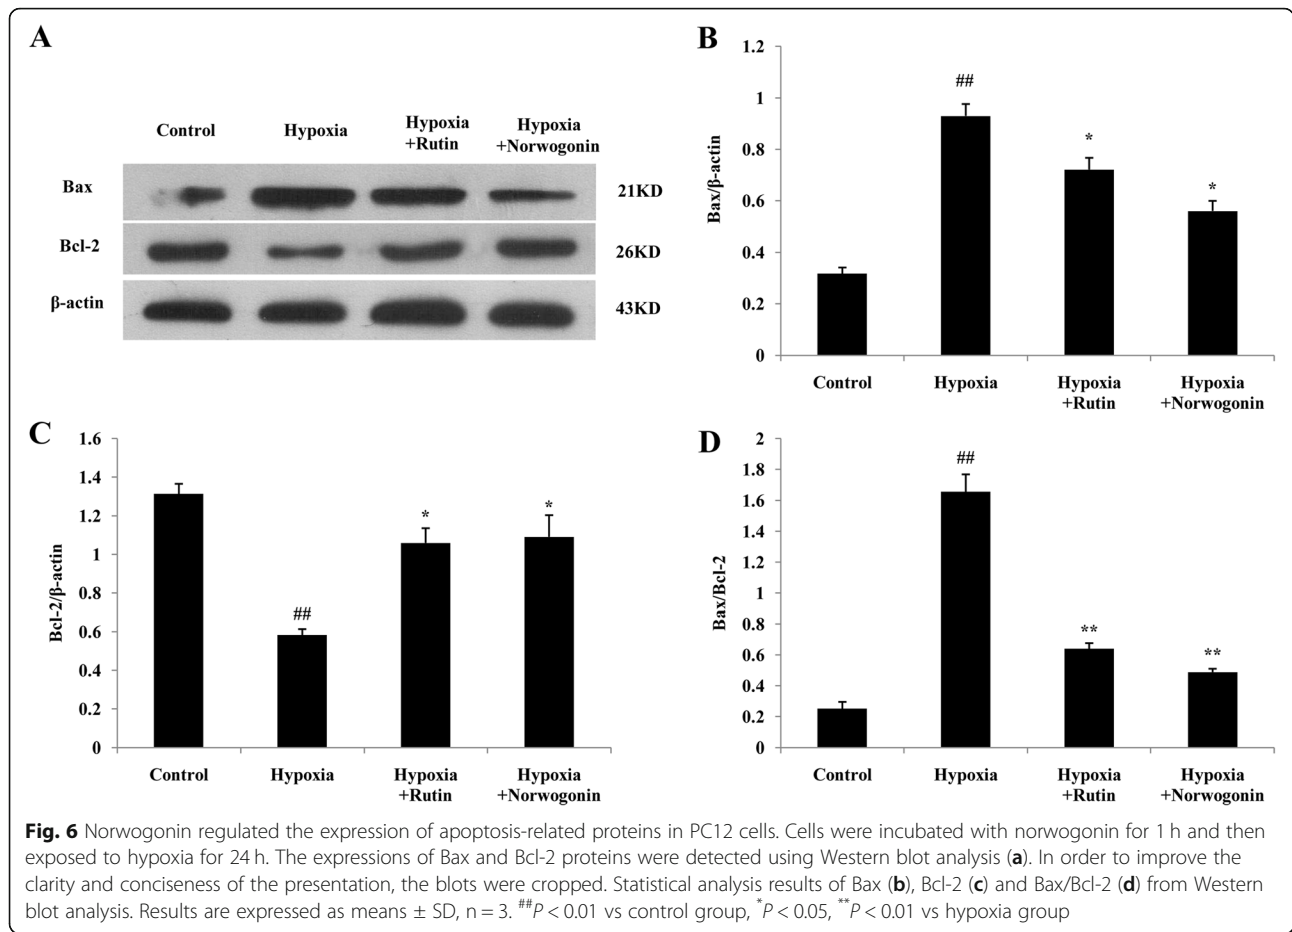 A
Control Hypoxia Hypoxia +Rutin Hypoxia +Norwogonin
Bax 21KD
Bcl-2 26KD
β-actin 43KD
B
Bax/β-actin
1.2
1
0.8
0.6
0.4
0.2
0
##
*
*
Control Hypoxia Hypoxia +Rutin Hypoxia +Norwogonin
C
Bcl-2/β-actin
1.6
1.4
1.2
1
0.8
0.6
0.4
0.2
0
##
*
*
Control Hypoxia Hypoxia +Rutin Hypoxia +Norwogonin
D
Bax/Bcl-2
2
1.8
1.6
1.4
1.2
1
0.8
0.6
0.4
0.2
0
##
**
**
Control Hypoxia Hypoxia +Rutin Hypoxia +Norwogonin
Fig. 6 Norwogonin regulated the expression of apoptosis-related proteins in PC12 cells. Cells were incubated with norwogonin for 1 h and then
exposed to hypoxia for 24 h. The expressions of Bax and Bcl-2 proteins were detected using Western blot analysis (a). In order to improve the
clarity and conciseness of the presentation, the blots were cropped. Statistical analysis results of Bax (b), Bcl-2 (c) and Bax/Bcl-2 (d) from Western
blot analysis. Results are expressed as means ± SD, n = 3. ##P < 0.01 vs control group, *P < 0.05, **P < 0.01 vs hypoxia group